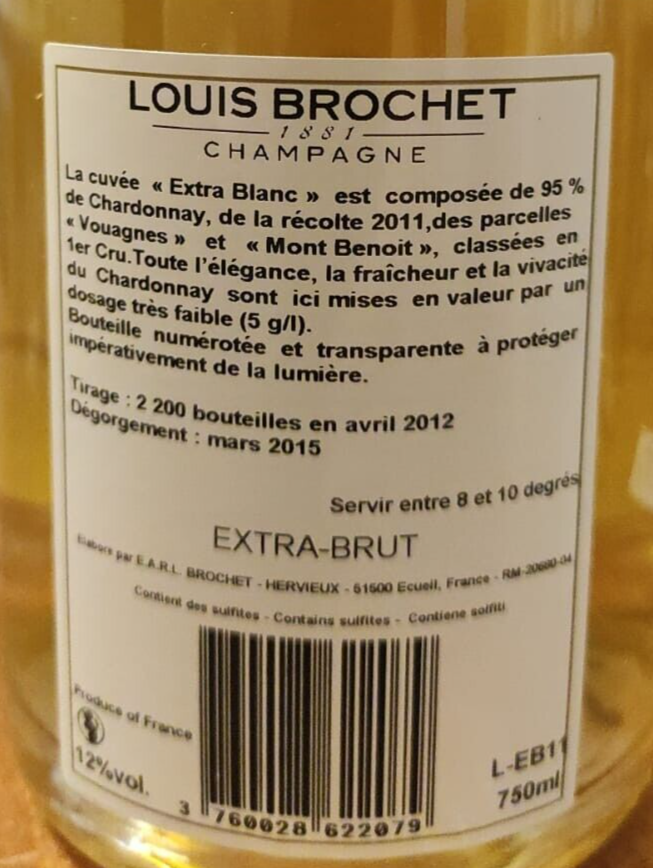 LOUIS BROCHET
1881
CHAMPAGNE
La cuvée « Extra Blanc » est composée de 95 %
de Chardonnay, de la récolte 2011,des parcelles
« Vouagnes » et « Mont Benoit », classées en
1er Cru.Toute l'élégance, la fraîcheur et la vivacité
du Chardonnay sont ici mises en valeur par un
dosage très faible (5 g/l).
Bouteille numérotée et transparente à protéger
impérativement de la lumière.
Tirage : 2 200 bouteilles en avril 2012
Dégorgement : mars 2015
Servir entre 8 et 10 degrés
EXTRA-BRUT
Elaboré par E.A.R.L. BROCHET - HERVIEUX - 51500 Ecueil, France - RM-20680-04
Contient des sulfites - Contains sulfites - Contiene solfiti
Produce of France
12%vol.
L-EB11
750ml
3 760028 622079